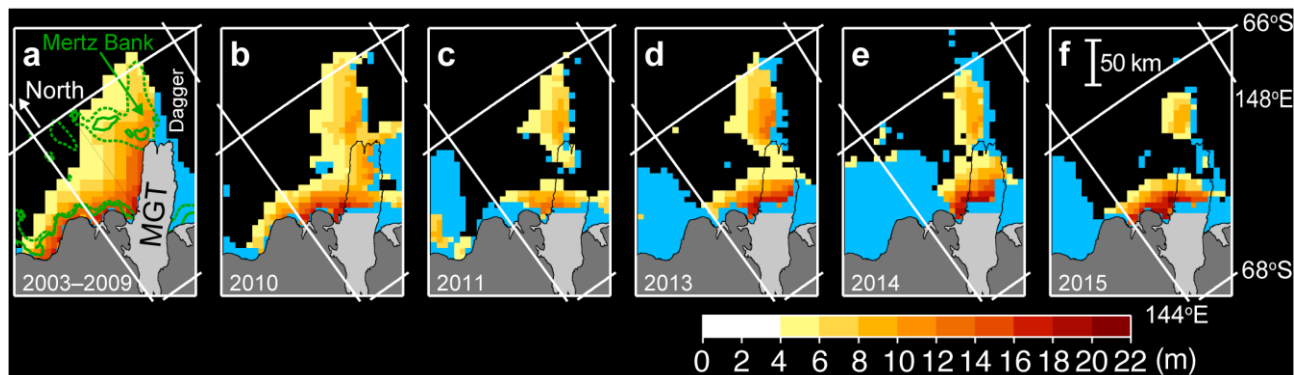 a
Mertz Bank
North
Dagger
MGT
2003–2009
b
2010
c
2011
d
2013
e
2014
f
50 km
2015
66°S
148°E
68°S
144°E
0 2 4 6 8 10 12 14 16 18 20 22 (m)